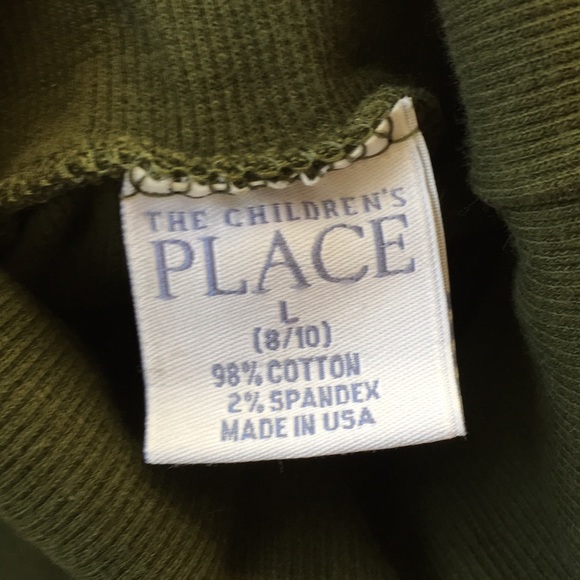 THE CHILDREN'S
PLACE
L
(8/10)
98% COTTON
2% SPANDEX
MADE IN USA